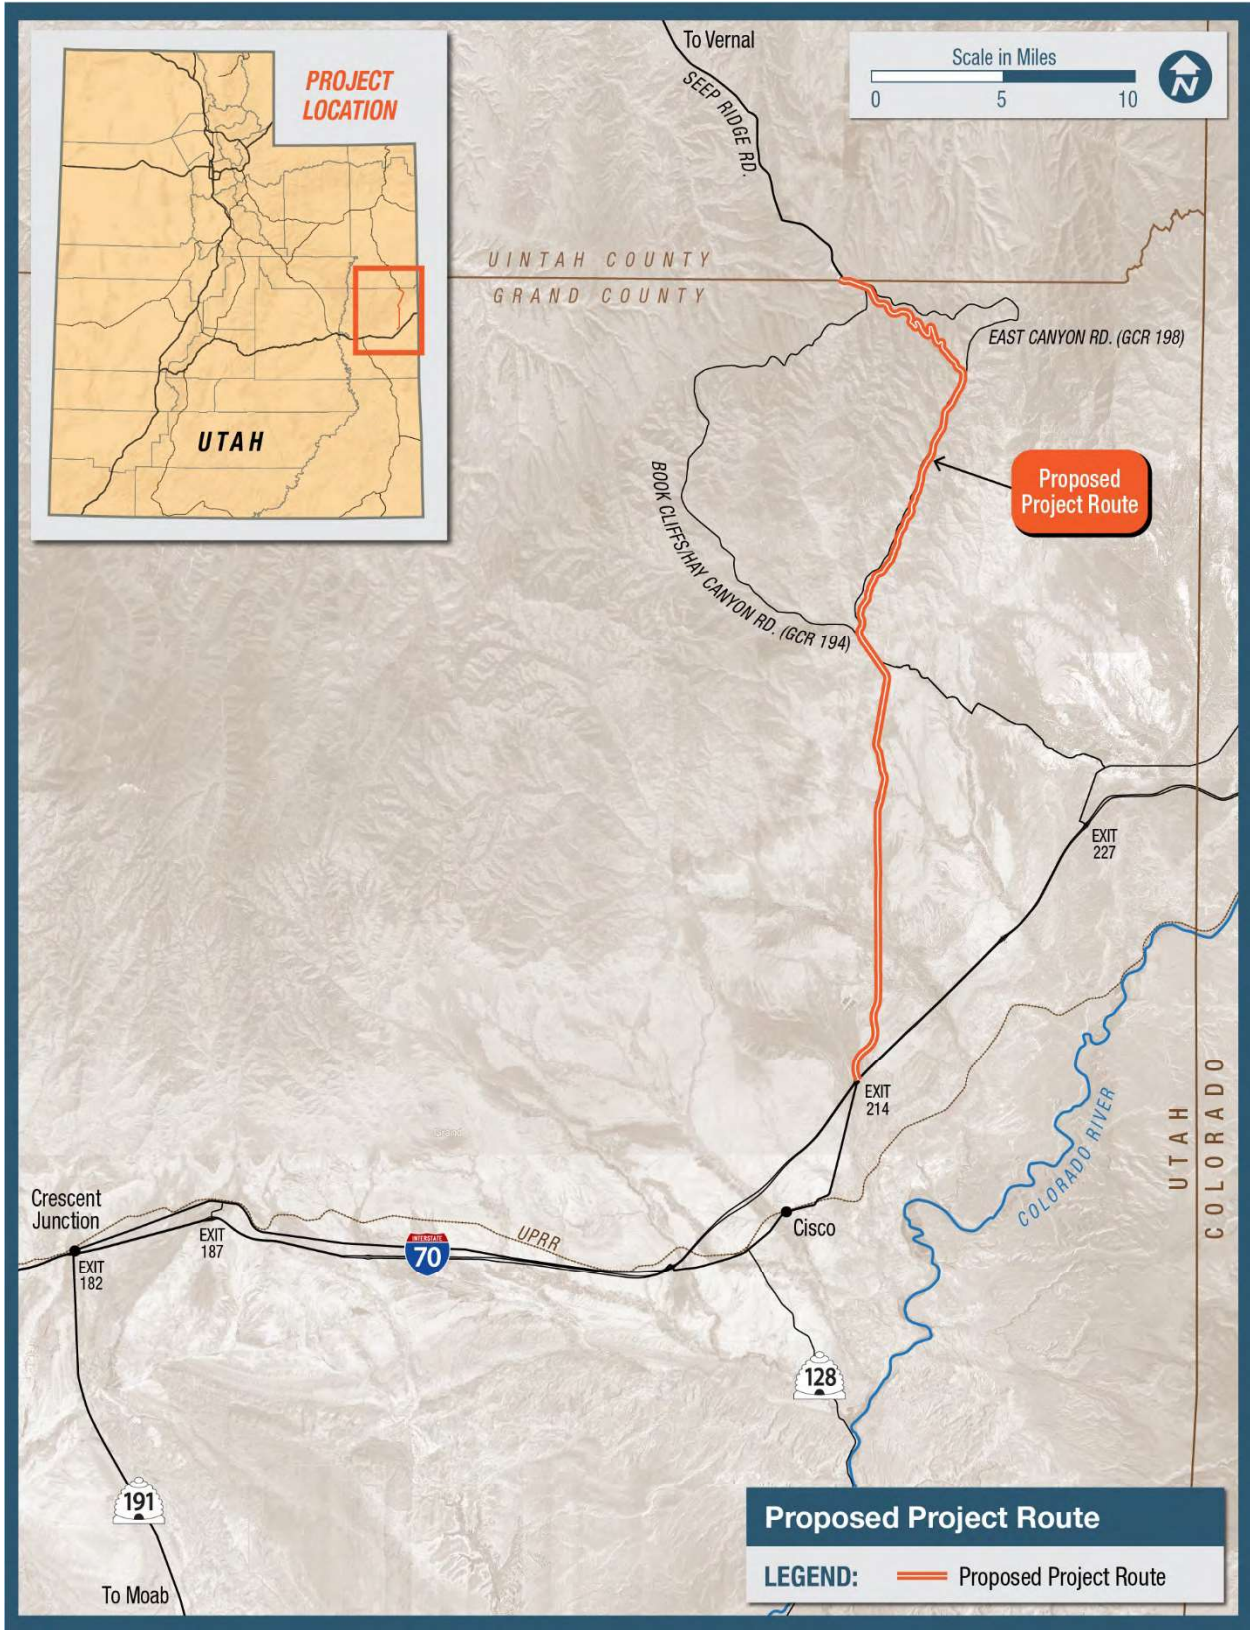 PROJECT
LOCATION
UTAH
To Vernal
SEEP RIDGE RD.
Scale in Miles
0 5 10
N
UINTAH COUNTY
GRAND COUNTY
EAST CANYON RD. (GCR 198)
Proposed
Project Route
BOOK CLIFFS/HAY CANYON RD. (GCR 194)
EXIT
227
EXIT
214
UTAH
COLORADO
COLORADO RIVER
Crescent
Junction
EXIT
187
EXIT
182
UPRR
INTERSTATE
70
Cisco
128
191
To Moab
Proposed Project Route
LEGEND: Proposed Project Route